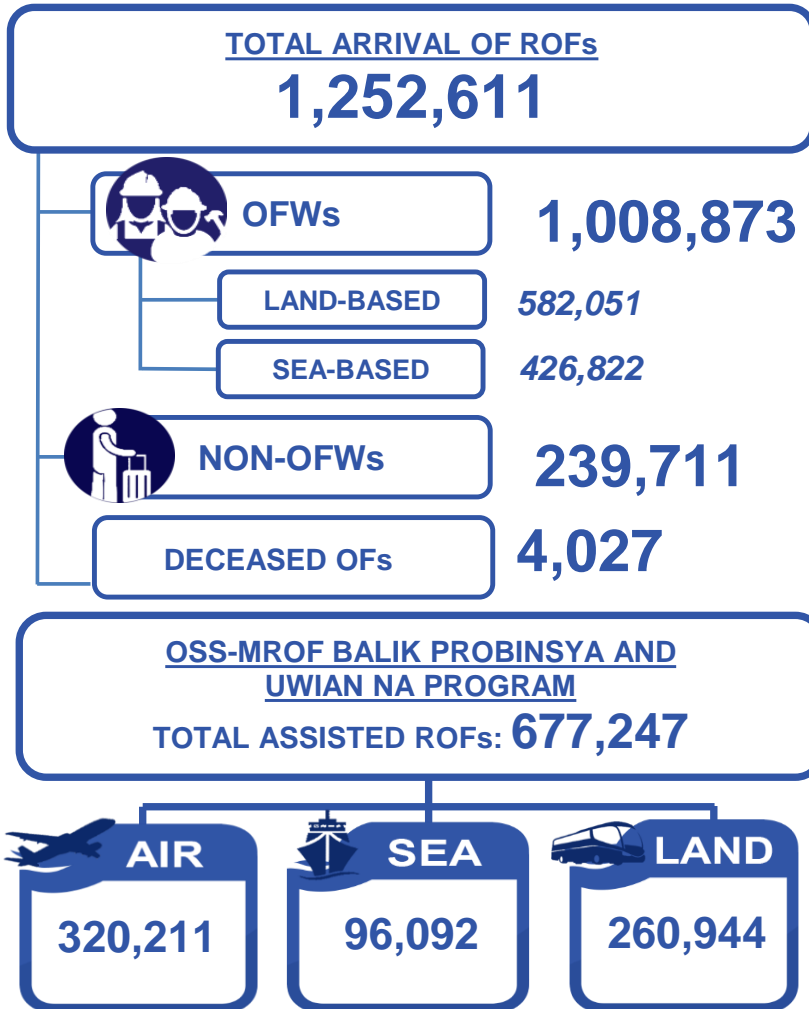 TOTAL ARRIVAL OF ROFs
1,252,611
OFWs 1,008,873
LAND-BASED 582,051
SEA-BASED 426,822
NON-OFWs 239,711
DECEASED OFs 4,027
OSS-MROF BALIK PROBINSYA AND
UWIAN NA PROGRAM
TOTAL ASSISTED ROFs: 677,247
AIR SEA LAND
320,211 96,092 260,944